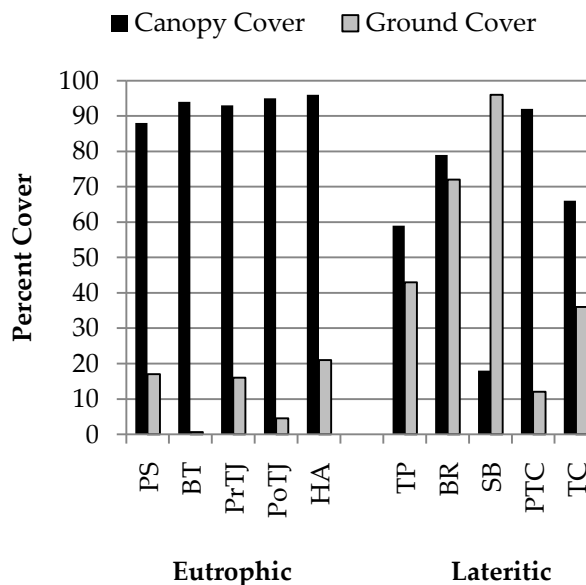 Canopy Cover Ground Cover
100
90
80
70
60
50
40
30
20
10
0
Percent Cover
PS BT PrTJ PoTJ HA TP BR SB PTC TC
Eutrophic Lateritic